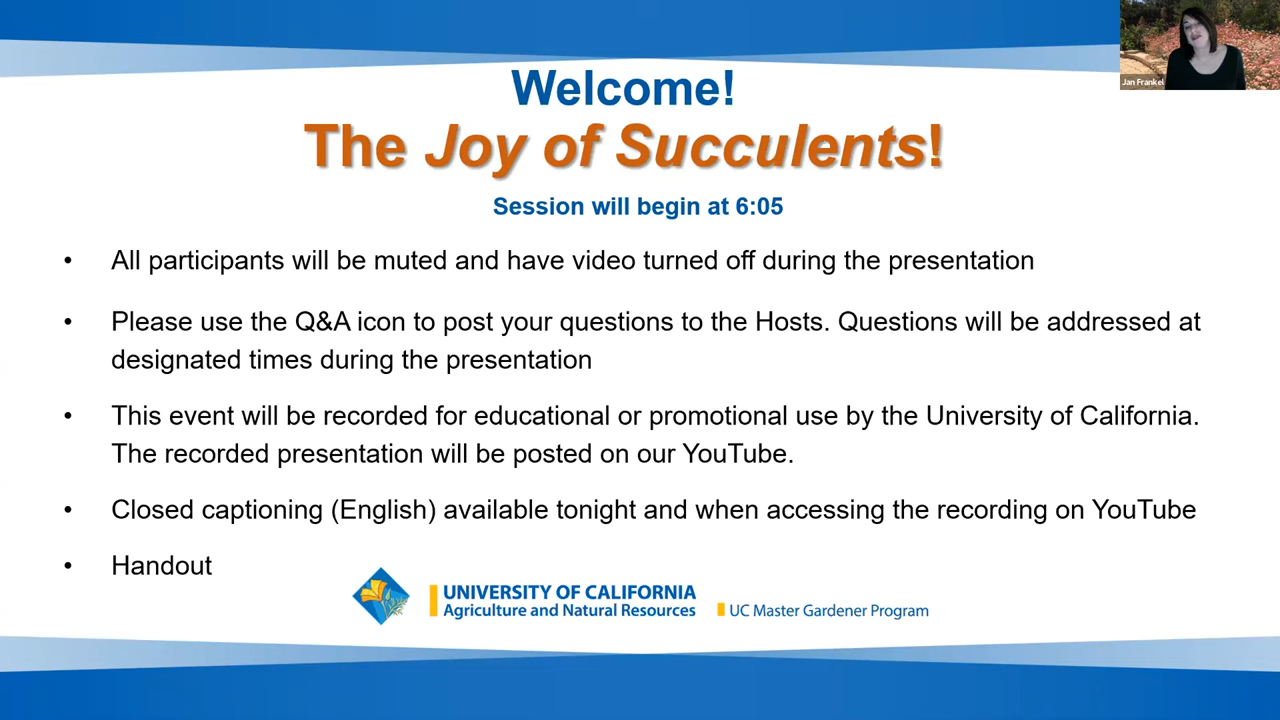 Jan Frankel
Welcome!
The Joy of Succulents!
Session will begin at 6:05
• All participants will be muted and have video turned off during the presentation
• Please use the Q&A icon to post your questions to the Hosts. Questions will be addressed at
designated times during the presentation
• This event will be recorded for educational or promotional use by the University of California.
The recorded presentation will be posted on our YouTube.
• Closed captioning (English) available tonight and when accessing the recording on YouTube
• Handout
UNIVERSITY OF CALIFORNIA
Agriculture and Natural Resources
UC Master Gardener Program